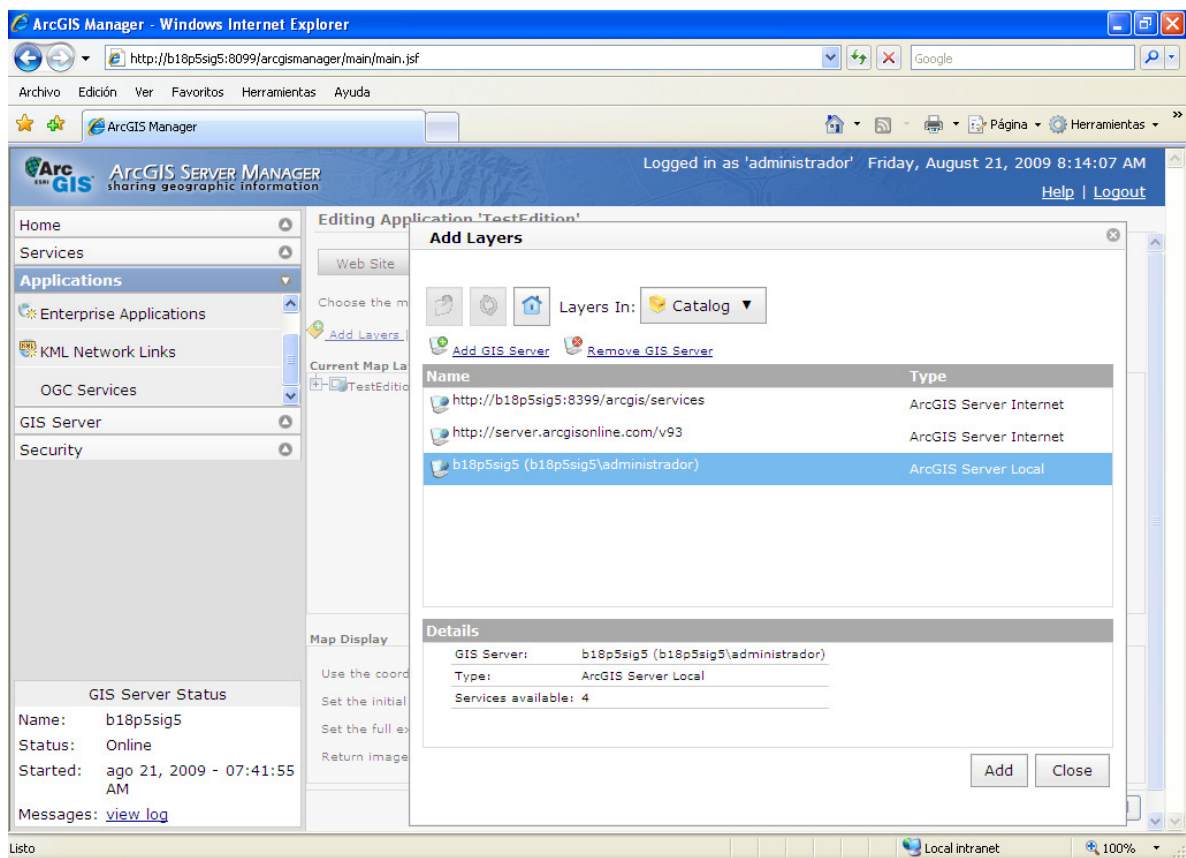 ArcGIS Manager - Windows Internet Explorer
http://b18p5sig5:8099/arcgismanager/main/main.jsf
Google
Archivo Edición Ver Favoritos Herramientas Ayuda
ArcGIS Manager
Página
Herramientas
Arc
ESRI GIS
ArcGIS Server Manager
sharing geographic information
Logged in as 'administrador' Friday, August 21, 2009 8:14:07 AM
Help | Logout
Home
Services
Applications
Enterprise Applications
KML Network Links
OGC Services
GIS Server
Security
GIS Server Status
Name: b18p5sig5
Status: Online
Started: ago 21, 2009 - 07:41:55
AM
Messages: view log
Editing Application 'TestEdition'
Web Site
Choose the m
Add Layers |
Current Map La
TestEditio
Map Display
Use the coord
Set the initial
Set the full ex
Return image
Add Layers
Layers In: Catalog
Add GIS Server Remove GIS Server
Name Type
http://b18p5sig5:8399/arcgis/services ArcGIS Server Internet
http://server.arcgisonline.com/v93 ArcGIS Server Internet
b18p5sig5 (b18p5sig5\administrador) ArcGIS Server Local
Details
GIS Server: b18p5sig5 (b18p5sig5\administrador)
Type: ArcGIS Server Local
Services available: 4
Add Close
Listo
Local intranet
100%